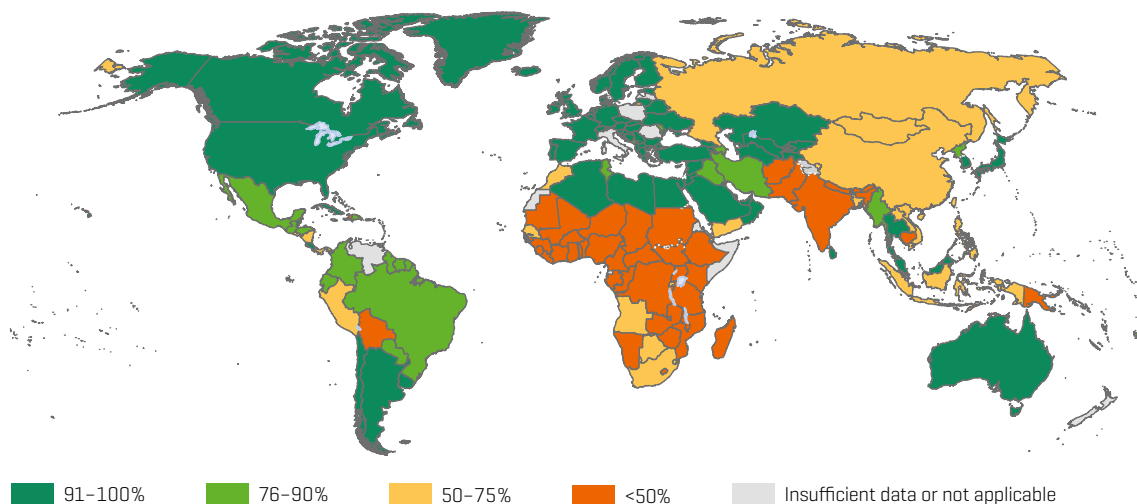 91–100%
76–90%
50–75%
<50%
Insufficient data or not applicable